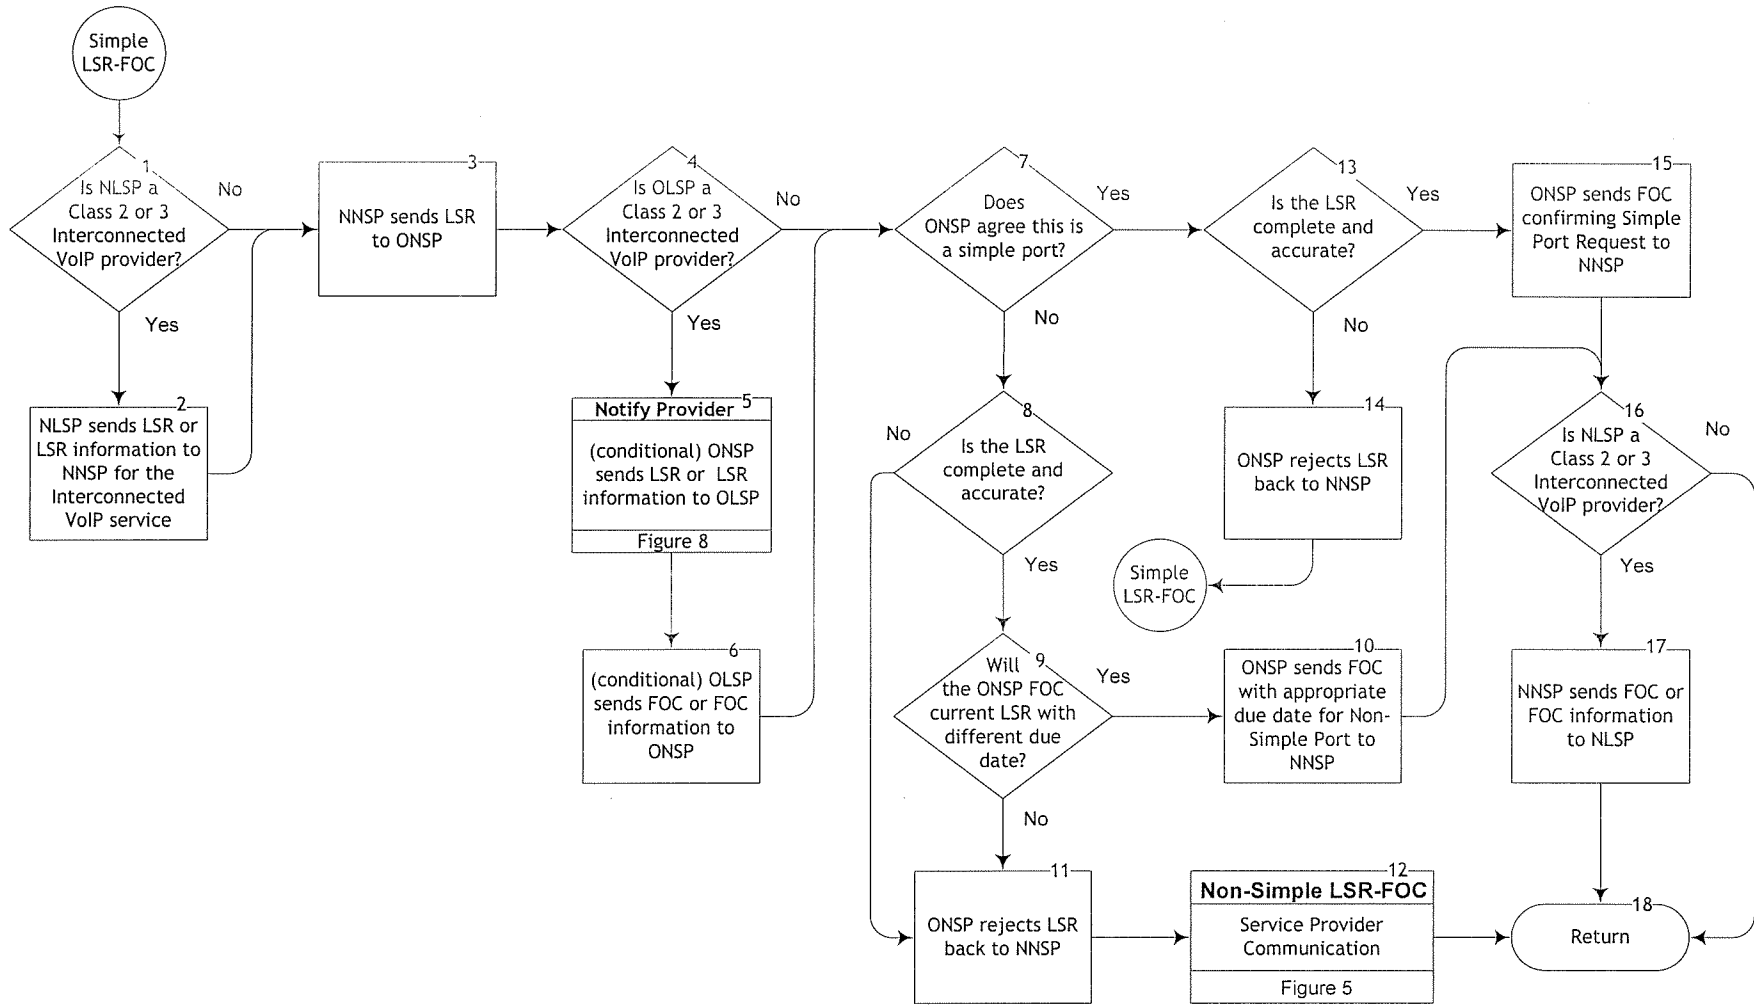 Simple
LSR-FOC
1
Is NLSP a
Class 2 or 3
Interconnected
VoIP provider?
No
Yes
2
NLSP sends LSR or
LSR information to
NNSP for the
Interconnected
VoIP service
3
NNSP sends LSR
to ONSP
4
Is OLSP a
Class 2 or 3
Interconnected
VoIP provider?
No
Yes
Notify Provider
5
(conditional) ONSP
sends LSR or LSR
information to OLSP
Figure 8
6
(conditional) OLSP
sends FOC or FOC
information to
ONSP
7
Does
ONSP agree this is
a simple port?
Yes
No
8
Is the LSR
complete and
accurate?
No
Yes
9
Will
the ONSP FOC
current LSR with
different due
date?
Yes
No
10
ONSP sends FOC
with appropriate
due date for Non-
Simple Port to
NNSP
11
ONSP rejects LSR
back to NNSP
12
Non-Simple LSR-FOC
Service Provider
Communication
Figure 5
13
Is the LSR
complete and
accurate?
Yes
No
14
ONSP rejects LSR
back to NNSP
Simple
LSR-FOC
15
ONSP sends FOC
confirming Simple
Port Request to
NNSP
16
Is NLSP a
Class 2 or 3
Interconnected
VoIP provider?
No
Yes
17
NNSP sends FOC or
FOC information
to NLSP
18
Return